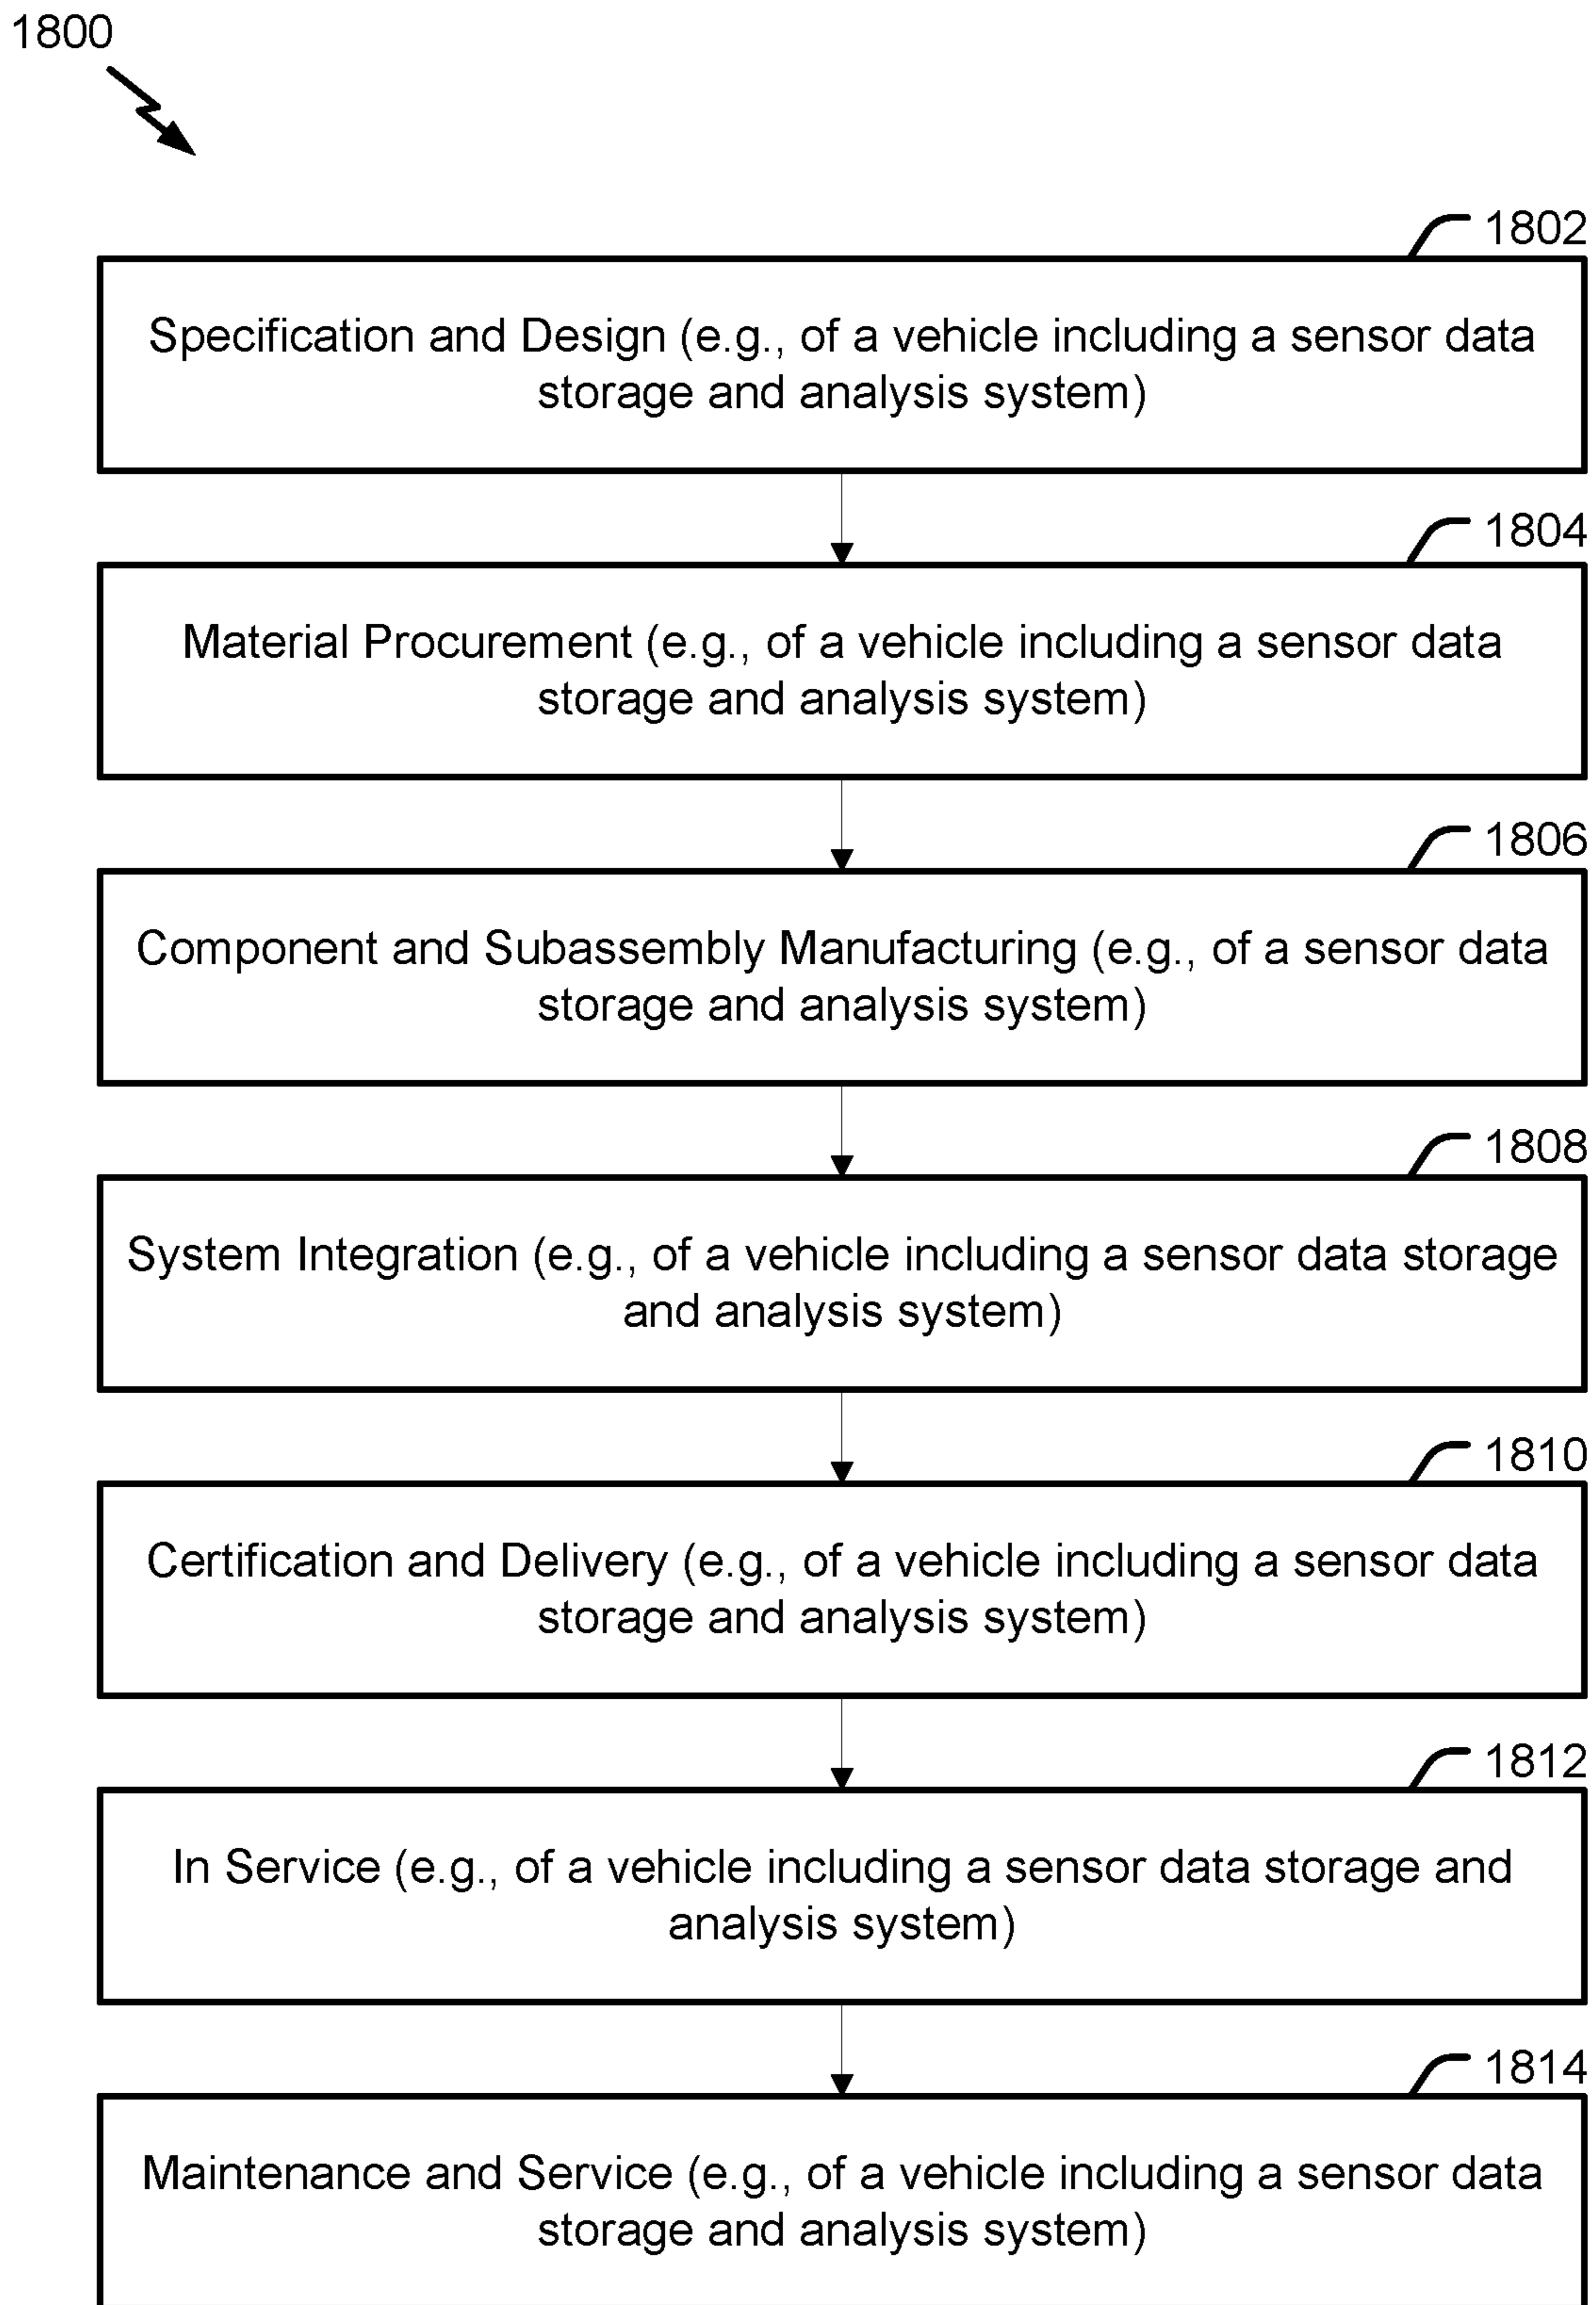 1800
1802
Specification and Design (e.g., of a vehicle including a sensor data
storage and analysis system)
1804
Material Procurement (e.g., of a vehicle including a sensor data
storage and analysis system)
1806
Component and Subassembly Manufacturing (e.g., of a sensor data
storage and analysis system)
1808
System Integration (e.g., of a vehicle including a sensor data storage
and analysis system)
1810
Certification and Delivery (e.g., of a vehicle including a sensor data
storage and analysis system)
1812
In Service (e.g., of a vehicle including a sensor data storage and
analysis system)
1814
Maintenance and Service (e.g., of a vehicle including a sensor data
storage and analysis system)